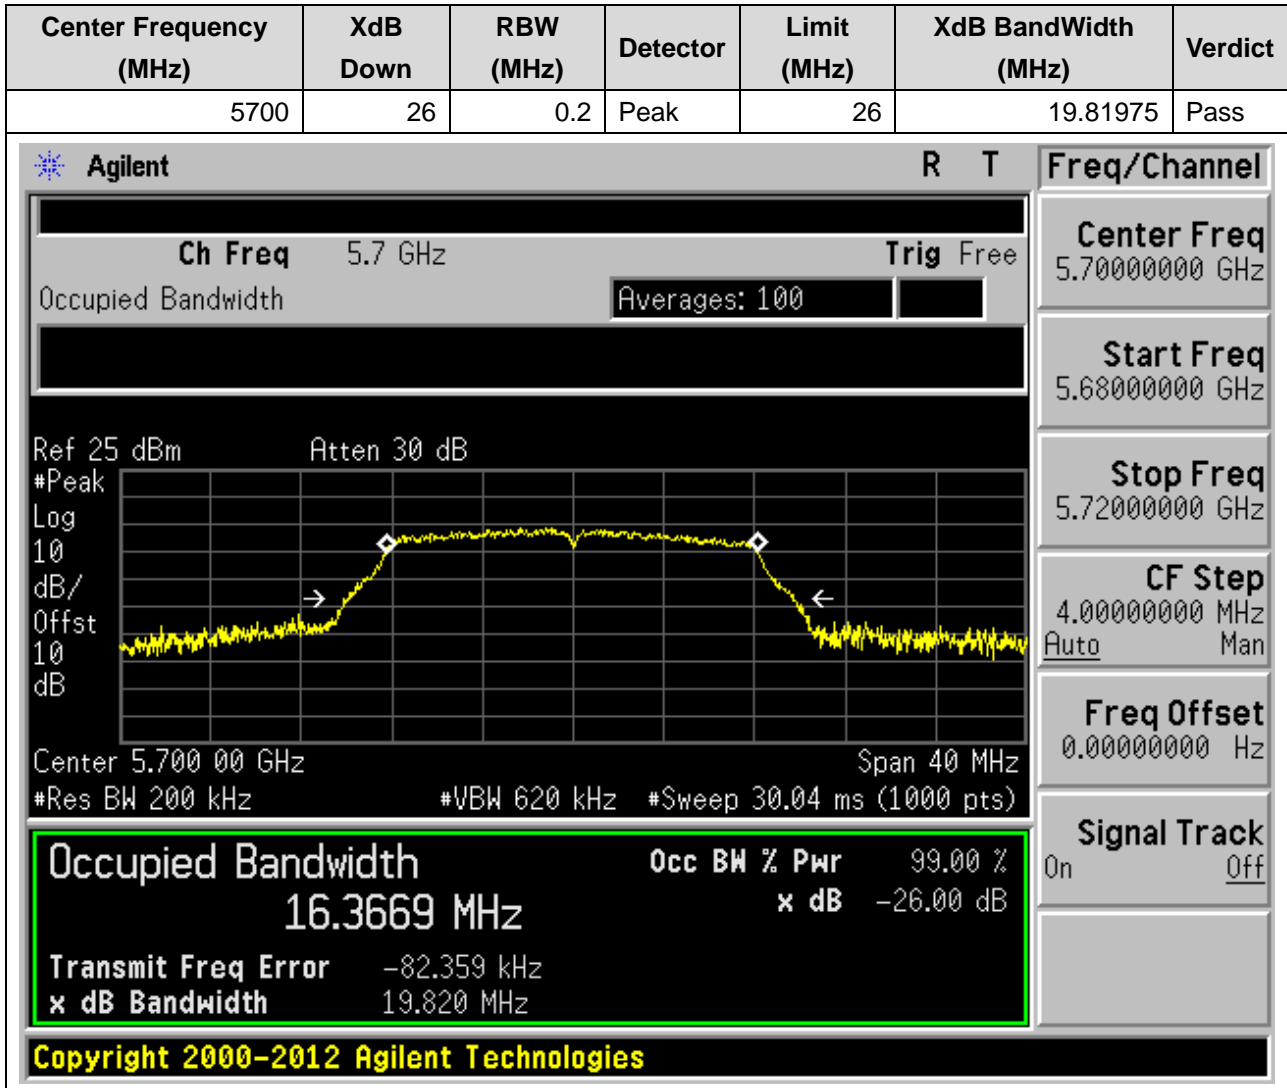 Center Frequency (MHz) XdB Down RBW (MHz) Detector Limit (MHz) XdB BandWidth (MHz) Verdict
5700 26 0.2 Peak 26 19.81975 Pass
Agilent R T
Ch Freq 5.7 GHz Trig Free
Occupied Bandwidth Averages: 100
Ref 25 dBm Atten 30 dB
#Peak
Log
10
dB/
Offst
10
dB
Center 5.700 00 GHz Span 40 MHz
#Res BW 200 kHz #VBW 620 kHz #Sweep 30.04 ms (1000 pts)
Occupied Bandwidth Occ BW % Pwr 99.00 %
16.3669 MHz x dB -26.00 dB
Transmit Freq Error -82.359 kHz
x dB Bandwidth 19.820 MHz
Copyright 2000-2012 Agilent Technologies
Freq/Channel
Center Freq
5.70000000 GHz
Start Freq
5.68000000 GHz
Stop Freq
5.72000000 GHz
CF Step
4.00000000 MHz
Auto Man
Freq Offset
0.00000000 Hz
Signal Track
On Off